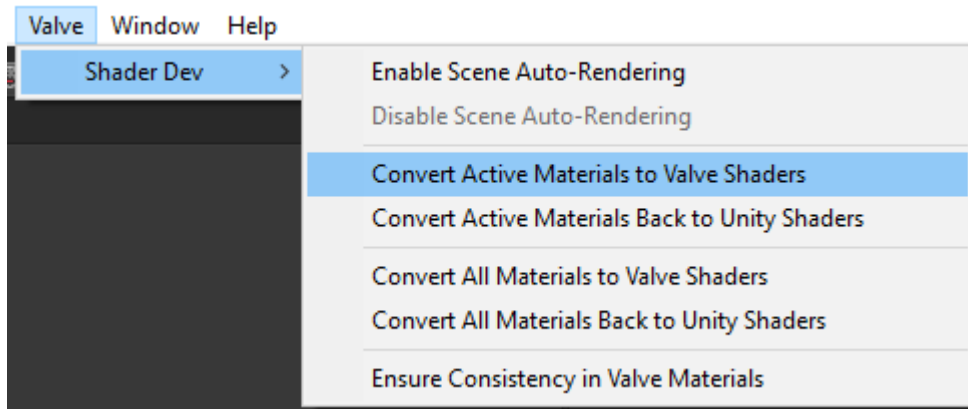 Valve Window Help
Shader Dev >
Enable Scene Auto-Rendering
Disable Scene Auto-Rendering
Convert Active Materials to Valve Shaders
Convert Active Materials Back to Unity Shaders
Convert All Materials to Valve Shaders
Convert All Materials Back to Unity Shaders
Ensure Consistency in Valve Materials